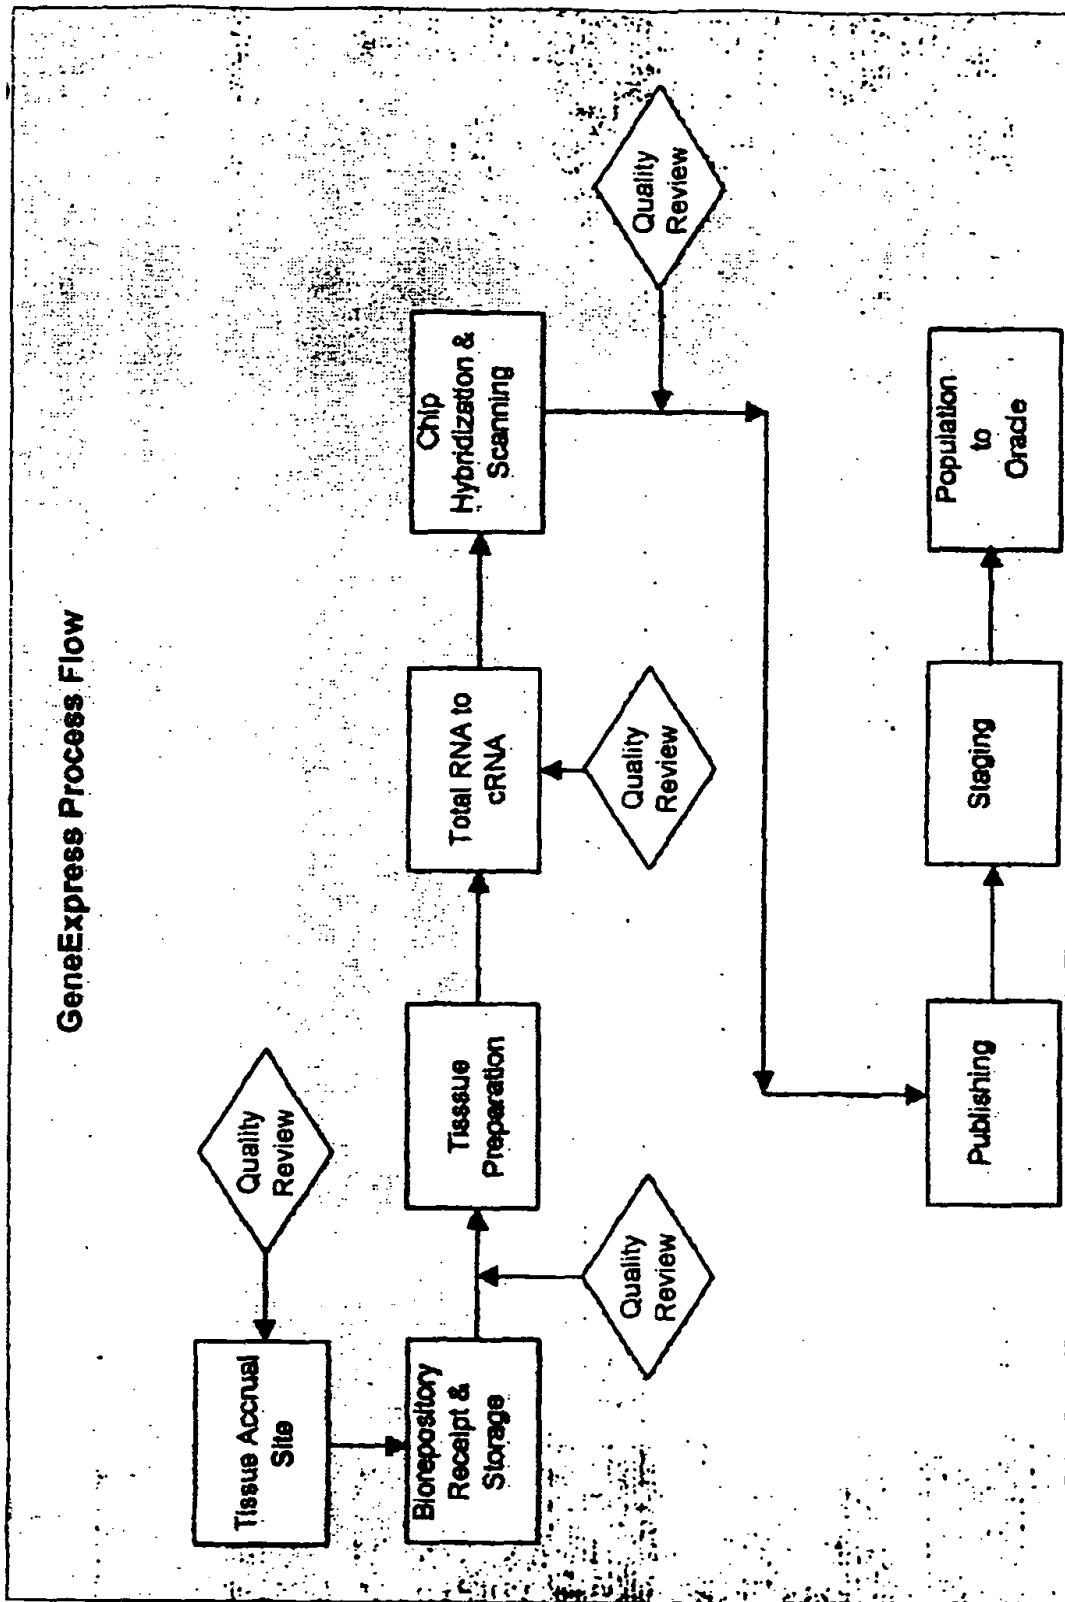 GeneExpress Process Flow
Tissue Accrual
Site
Quality
Review
Biorepository
Receipt &
Storage
Quality
Review
Tisssue
Preparation
Total RNA to
cRNA
Quality
Review
Chip
Hybridization &
Scanning
Quality
Review
Publishing
Staging
Population
to
Oracle